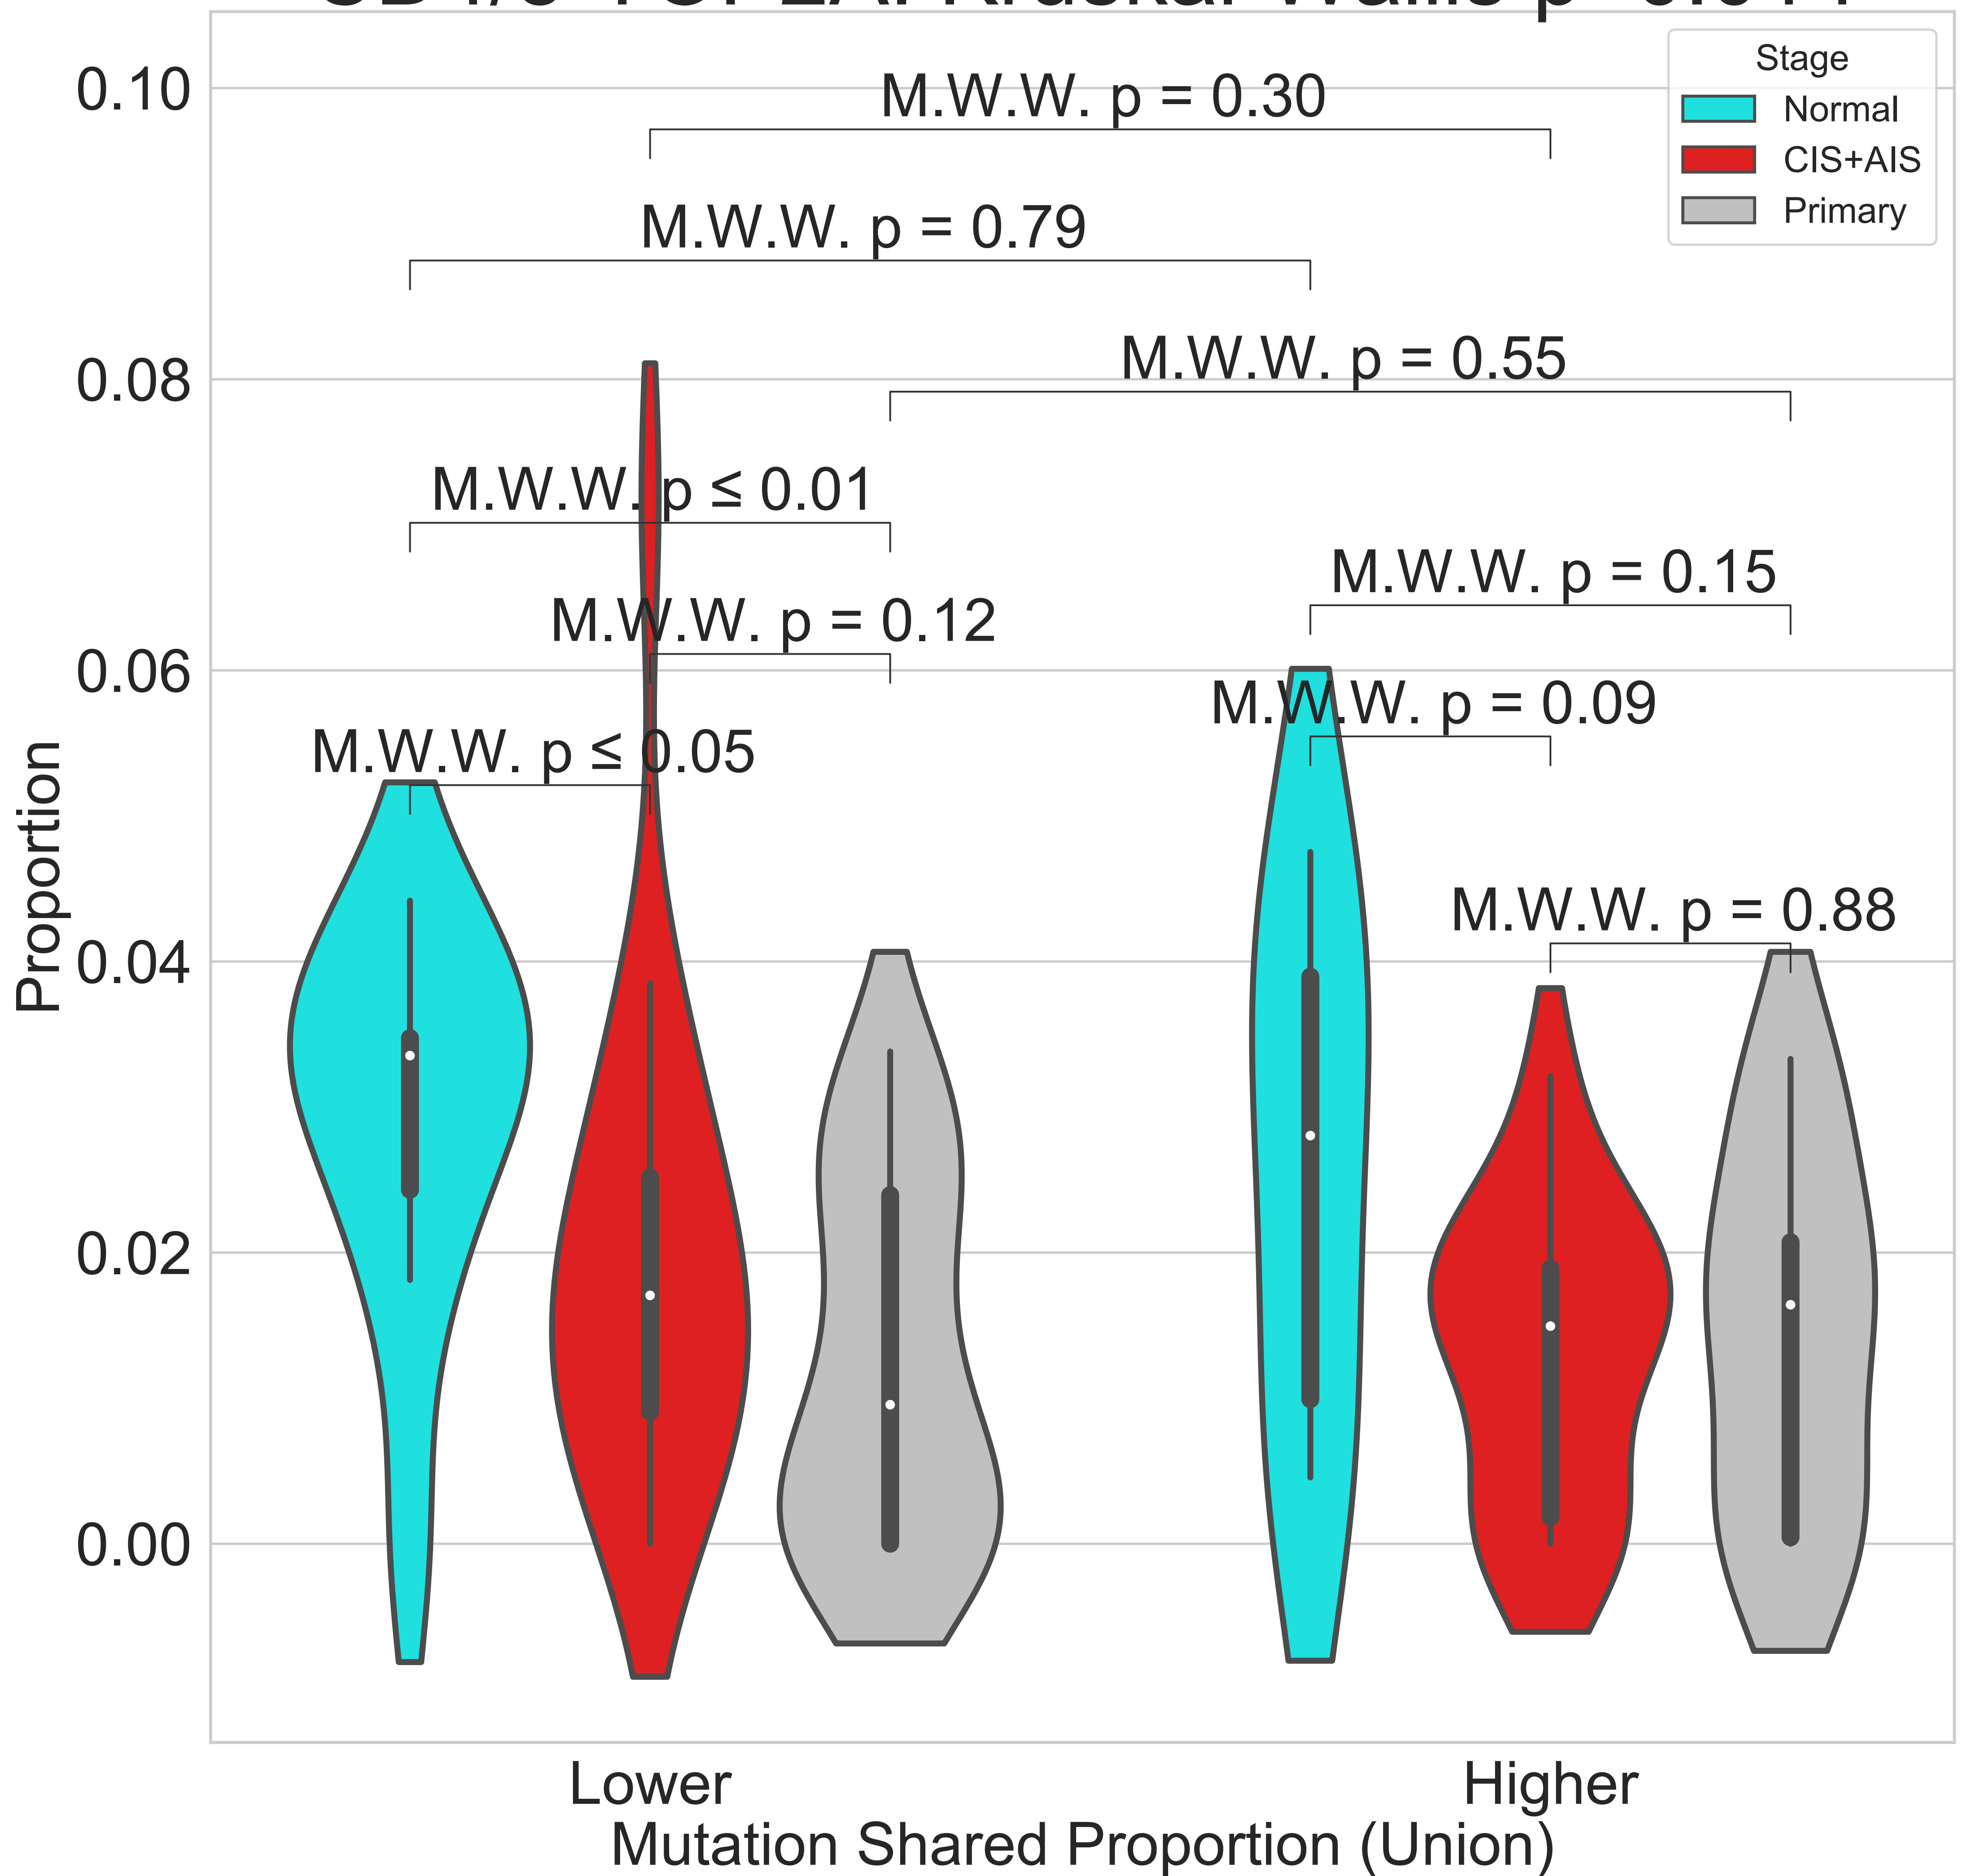 0.10
0.08
0.06
0.04
0.02
0.00
Proportion
Stage
Normal
CIS+AIS
Primary
M.W.W. p = 0.30
M.W.W. p = 0.79
M.W.W. p = 0.55
M.W.W. p ≤ 0.01
M.W.W. p = 0.15
M.W.W. p = 0.12
M.W.W. p = 0.09
M.W.W. p ≤ 0.05
M.W.W. p = 0.88
Lower
Higher
Mutation Shared Proportion (Union)